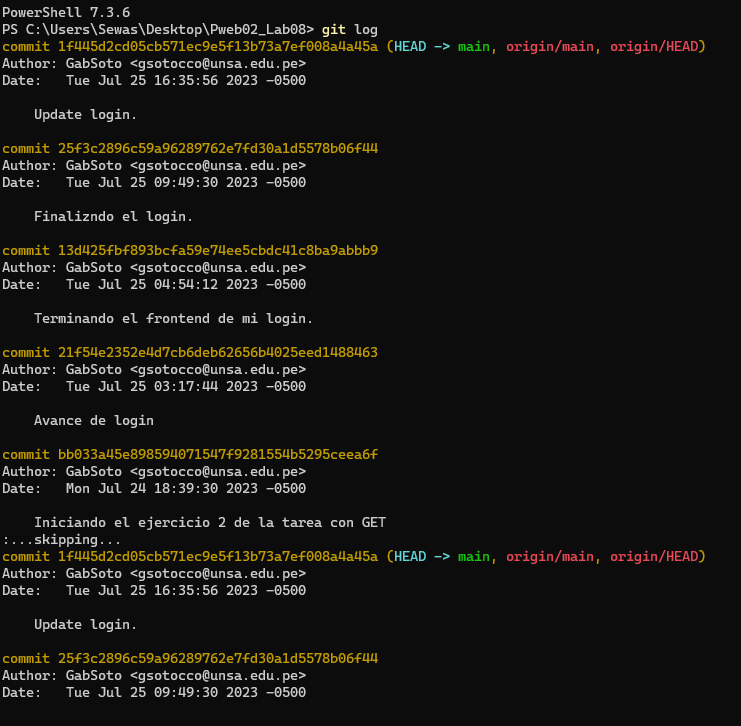 PowerShell 7.3.6
PS C:\Users\Sewas\Desktop\Pweb02_Lab08> git log
commit 1f445d2cd05cb571ec9e5f13b73a7ef008a4a45a (HEAD -> main, origin/main, origin/HEAD)
Author: GabSoto <gsotocco@unsa.edu.pe>
Date:   Tue Jul 25 16:35:56 2023 -0500
    Update login.
commit 25f3c2896c59a96289762e7fd30a1d5578b06f44
Author: GabSoto <gsotocco@unsa.edu.pe>
Date:   Tue Jul 25 09:49:30 2023 -0500
    Finalizndo el login.
commit 13d425fbf893bcfa59e74ee5cbdc41c8ba9abbb9
Author: GabSoto <gsotocco@unsa.edu.pe>
Date:   Tue Jul 25 04:54:12 2023 -0500
    Terminando el frontend de mi login.
commit 21f54e2352e4d7cb6deb62656b4025eed1488463
Author: GabSoto <gsotocco@unsa.edu.pe>
Date:   Tue Jul 25 03:17:44 2023 -0500
    Avance de login
commit bb033a45e898594071547f9281554b5295ceea6f
Author: GabSoto <gsotocco@unsa.edu.pe>
Date:   Mon Jul 24 18:39:30 2023 -0500
    Iniciando el ejercicio 2 de la tarea con GET
:...skipping...
commit 1f445d2cd05cb571ec9e5f13b73a7ef008a4a45a (HEAD -> main, origin/main, origin/HEAD)
Author: GabSoto <gsotocco@unsa.edu.pe>
Date:   Tue Jul 25 16:35:56 2023 -0500
    Update login.
commit 25f3c2896c59a96289762e7fd30a1d5578b06f44
Author: GabSoto <gsotocco@unsa.edu.pe>
Date:   Tue Jul 25 09:49:30 2023 -0500